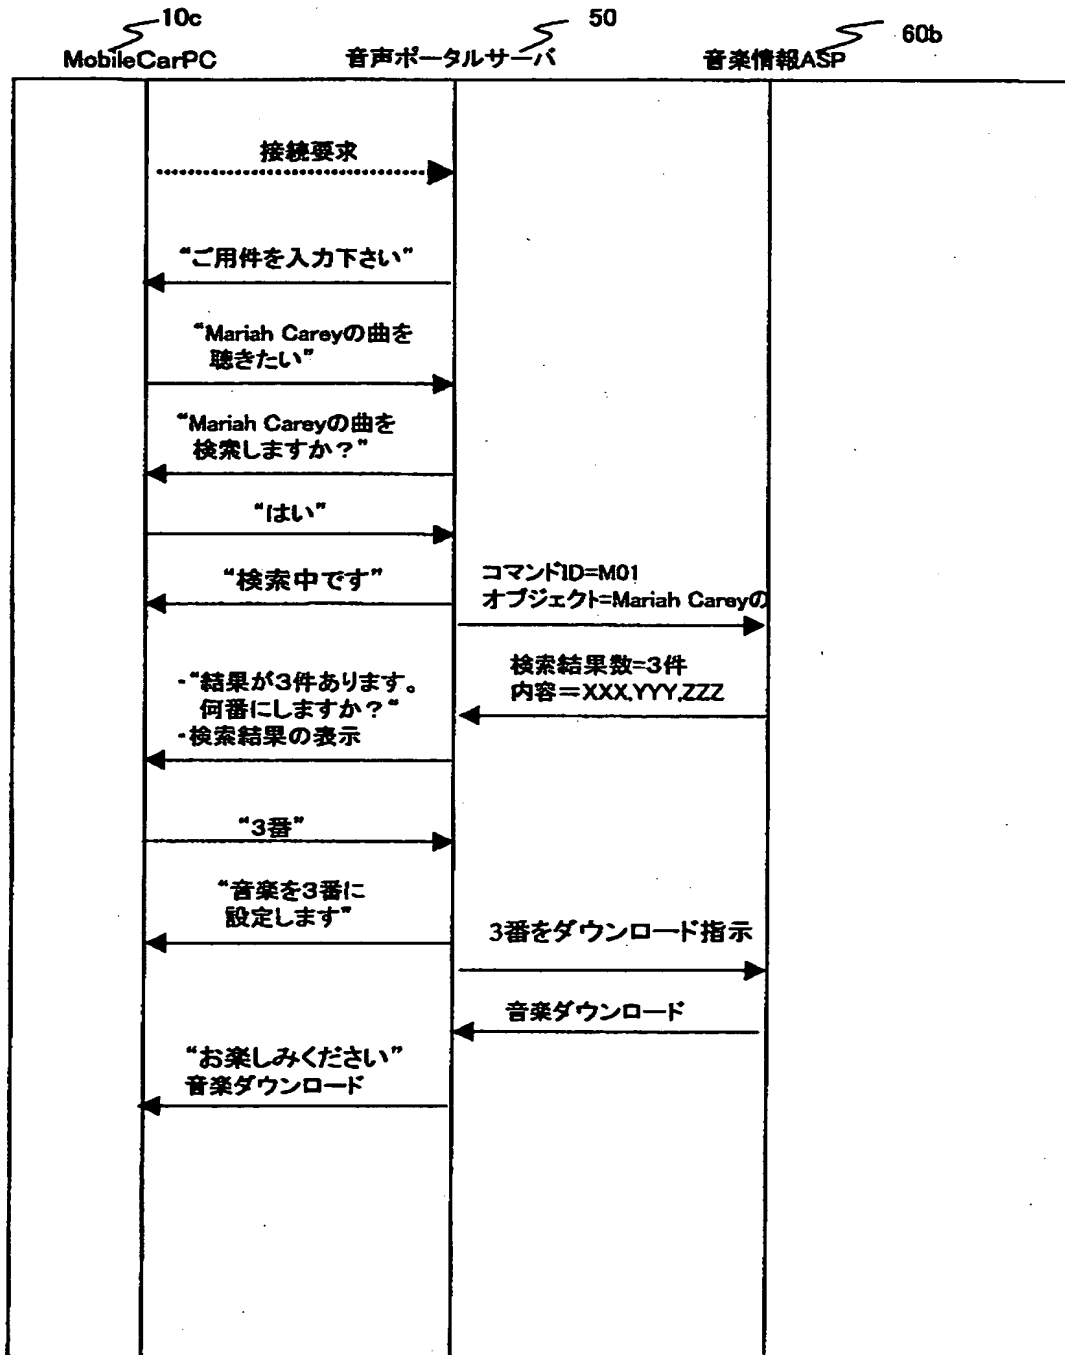 10c
50
60b
MobileCarPC
音声ポータルサーバ
音楽情報ASP
接続要求
“ご用件を入力下さい”
“Mariah Careyの曲を
聴きたい”
“Mariah Careyの曲を
検索しますか？”
“はい”
“検索中です”
コマンドID=M01
オブジェクト=Mariah Careyの
検索結果数=3件
内容＝XXX,YYY,ZZZ
-“結果が3件あります。
何番にしますか？“
-検索結果の表示
“3番”
“音楽を3番に
設定します”
3番をダウンロード指示
音楽ダウンロード
“お楽しみください”
音楽ダウンロード